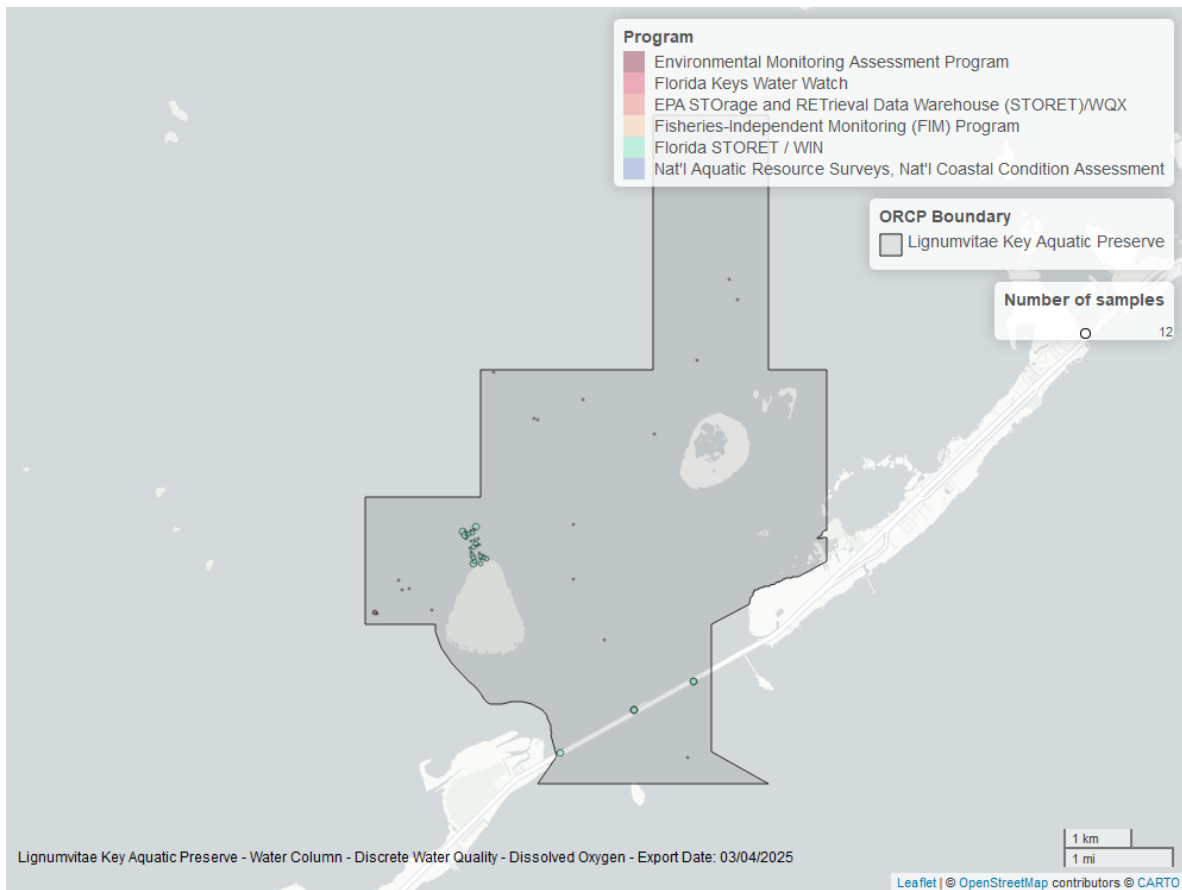 Program
Environmental Monitoring Assessment Program
Florida Keys Water Watch
EPA STOrage and RETrieval Data Warehouse (STORET)/WQX
Fisheries-Independent Monitoring (FIM) Program
Florida STORET / WIN
Nat'l Aquatic Resource Surveys, Nat'l Coastal Condition Assessment
ORCP Boundary
Lignumvitae Key Aquatic Preserve
Number of samples
12
1 km
1 mi
Lignumvitae Key Aquatic Preserve - Water Column - Discrete Water Quality - Dissolved Oxygen - Export Date: 03/04/2025
Leaflet | © OpenStreetMap contributors © CARTO